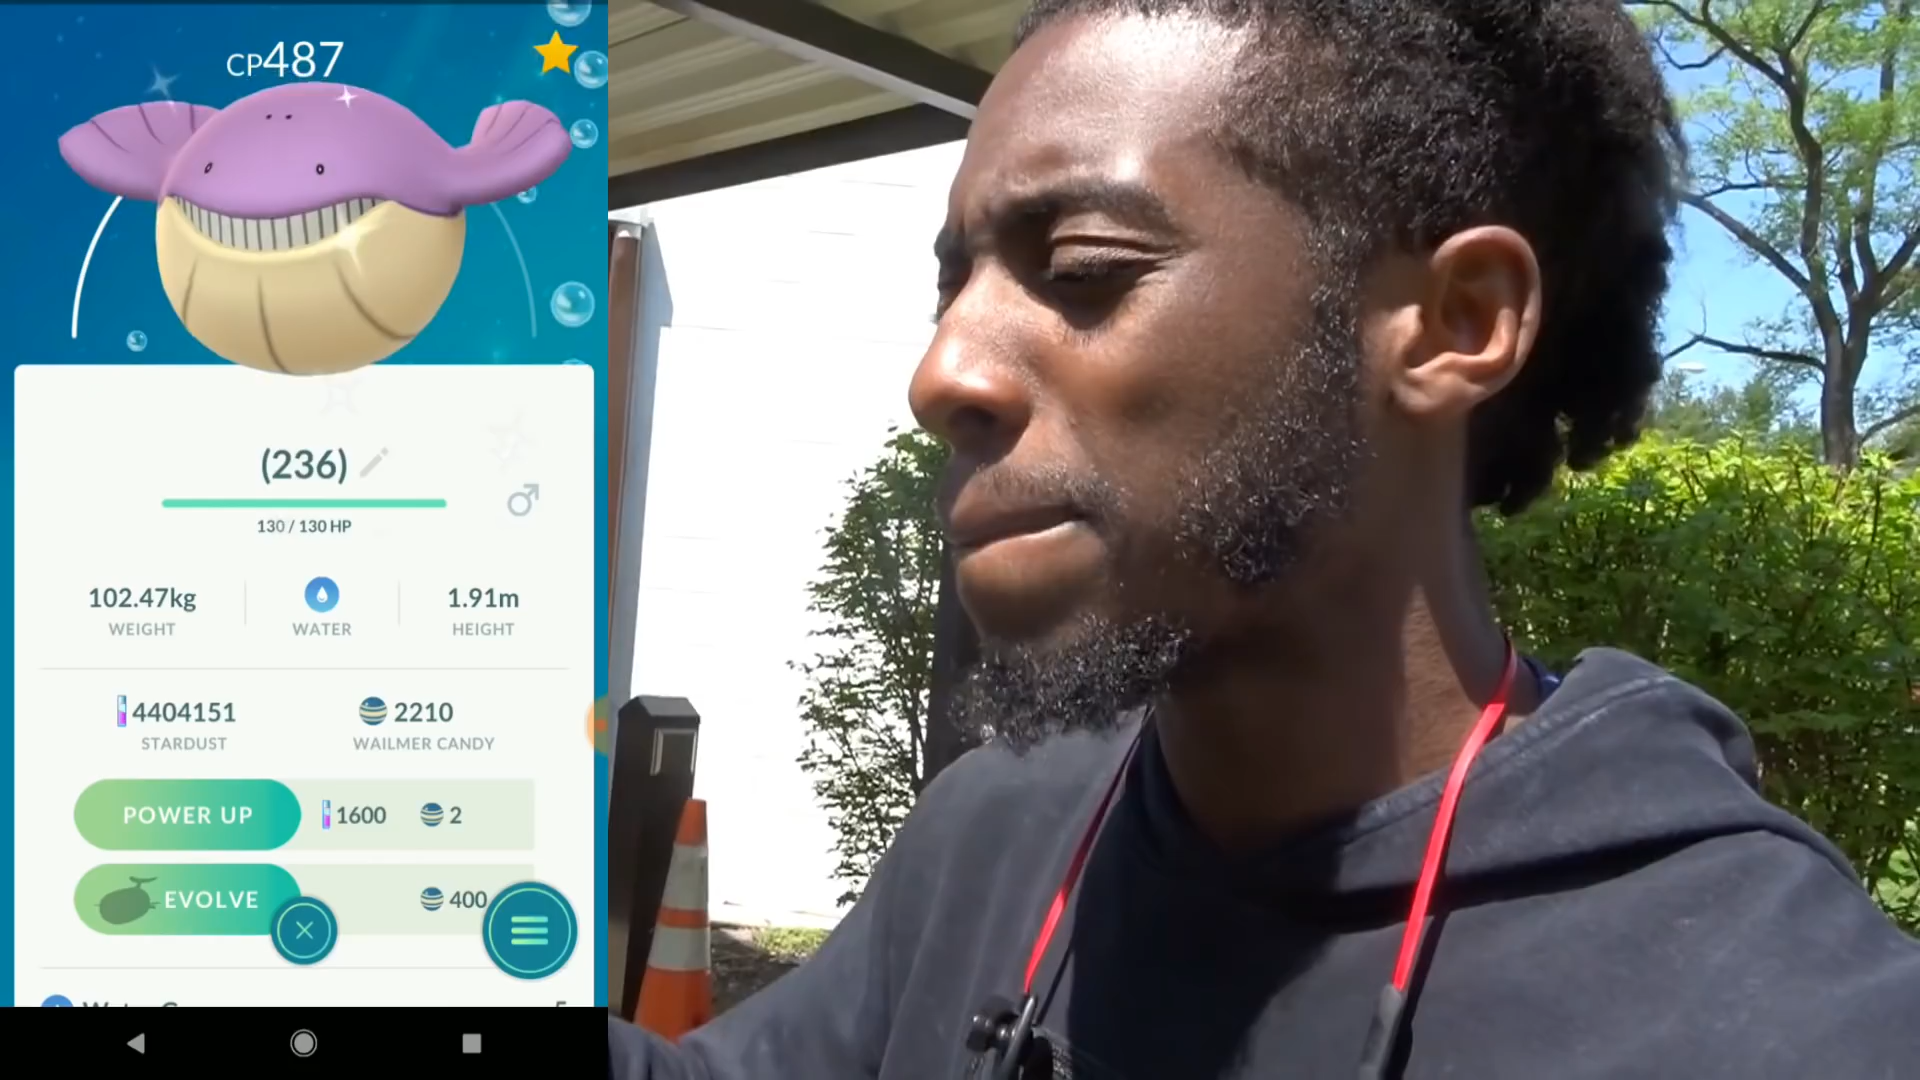 CP487
(236)
130 / 130 HP
102.47kg
WEIGHT
WATER
1.91m
HEIGHT
4404151
STARDUST
2210
WAILMER CANDY
POWER UP
1600
2
EVOLVE
400